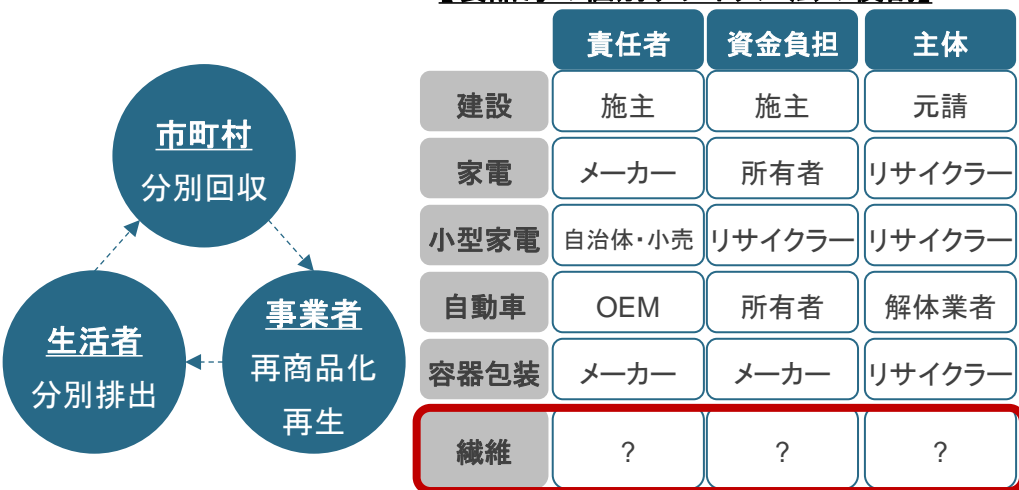 市町村
分別回収
事業者
再商品化
再生
生活者
分別排出
責任者 資金負担 主体
建設 施主 施主 元請
家電 メーカー 所有者 リサイクラー
小型家電 自治体・小売 リサイクラー リサイクラー
自動車 OEM 所有者 解体業者
容器包装 メーカー メーカー リサイクラー
繊維 ? ? ?